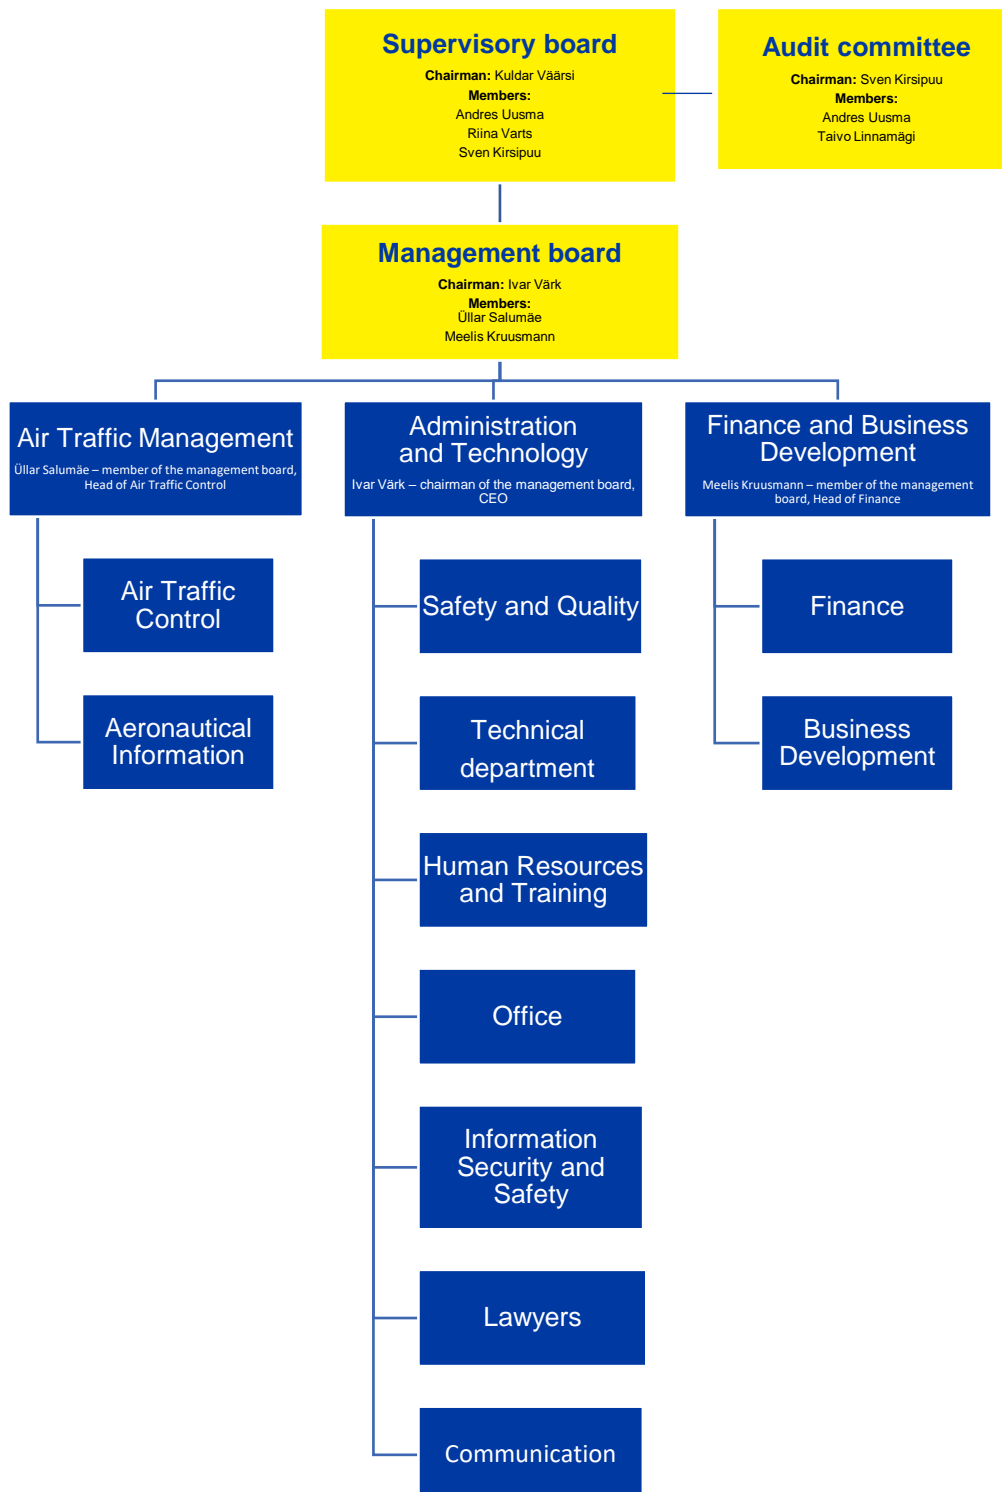 Supervisory board
Chairman: Kuldar Väärsi
Members:
Andres Uusma
Riina Varts
Sven Kirsipuu
Audit committee
Chairman: Sven Kirsipuu
Members:
Andres Uusma
Taivo Linnamägi
Management board
Chairman: Ivar Värk
Members:
Üllar Salumäe
Meelis Kruusmann
Air Traffic Management
Üllar Salumäe – member of the management board,
Head of Air Traffic Control
Administration
and Technology
Ivar Värk – chairman of the management board,
CEO
Finance and Business
Development
Meelis Kruusmann – member of the management
board, Head of Finance
Air Traffic
Control
Aeronautical
Information
Safety and Quality
Technical
department
Human Resources
and Training
Office
Information
Security and
Safety
Lawyers
Communication
Finance
Business
Development